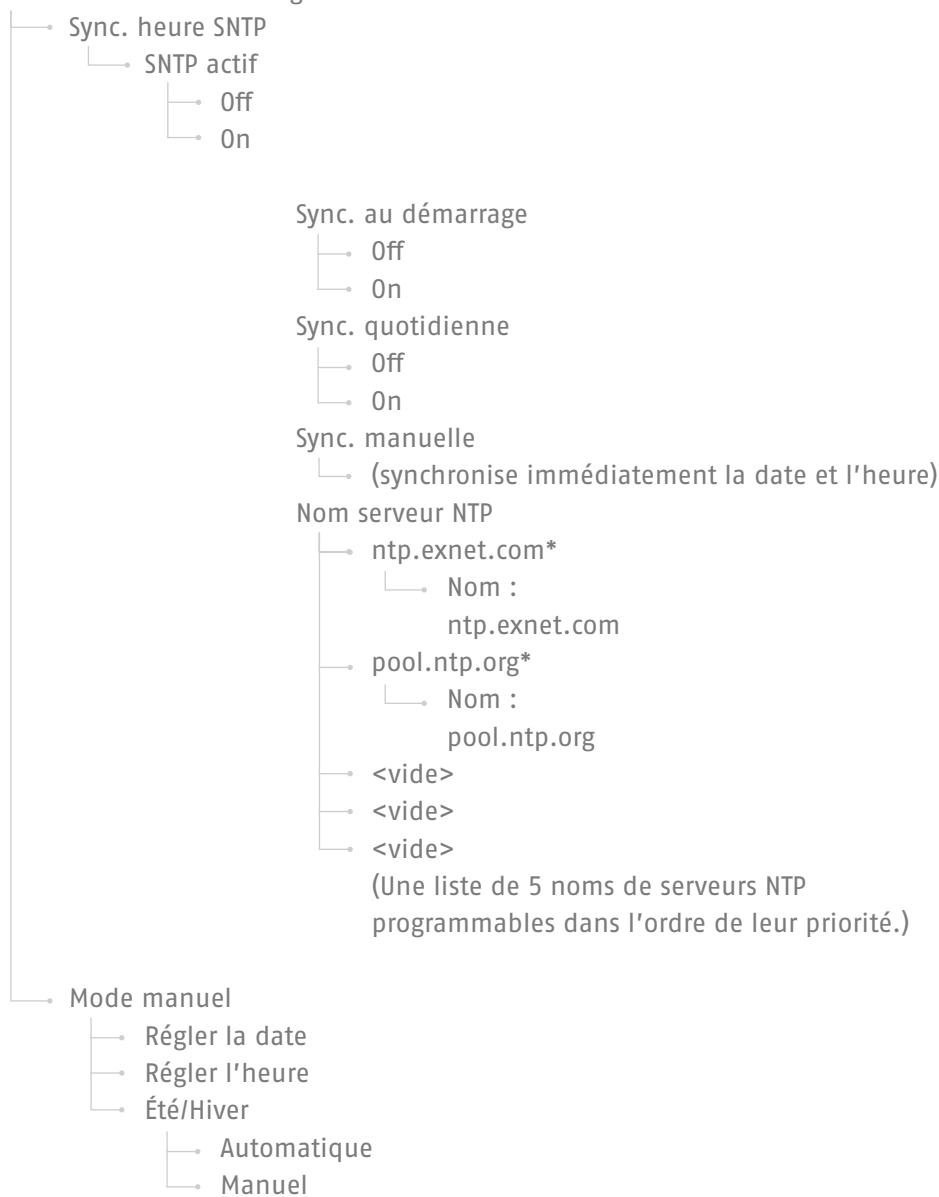 Sync. heure SNTP
SNTP actif
Off
On
Sync. au démarrage
Off
On
Sync. quotidienne
Off
On
Sync. manuelle
(synchronise immédiatement la date et l'heure)
Nom serveur NTP
ntp.exnet.com*
Nom :
ntp.exnet.com
pool.ntp.org*
Nom :
pool.ntp.org
<vide>
<vide>
<vide>
(Une liste de 5 noms de serveurs NTP
programmables dans l'ordre de leur priorité.)
Mode manuel
Régler la date
Régler l'heure
Été/Hiver
Automatique
Manuel